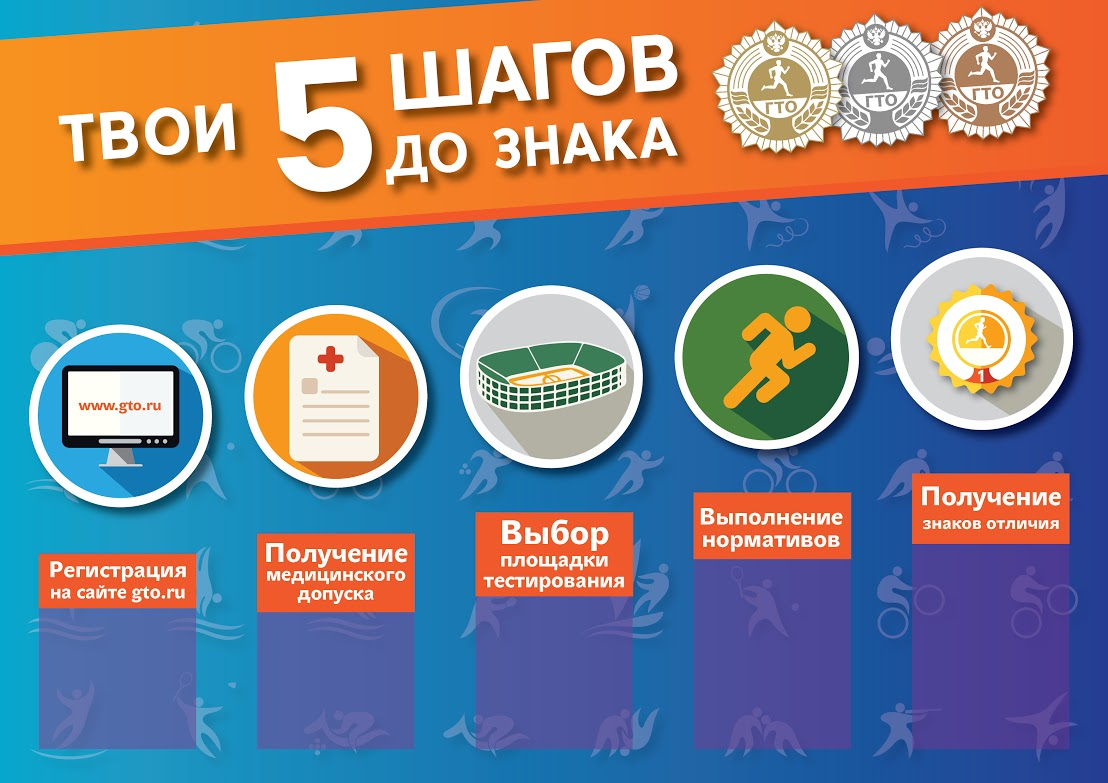 ТВОИ 5 ШАГОВ
ДО ЗНАКА
ГТО
ГТО
ГТО
www.gto.ru
1
Регистрация
на сайте gto.ru
Получение
медицинского
допуска
Выбор
площадки
тестирования
Выполнение
нормативов
Получение
знаков отличия